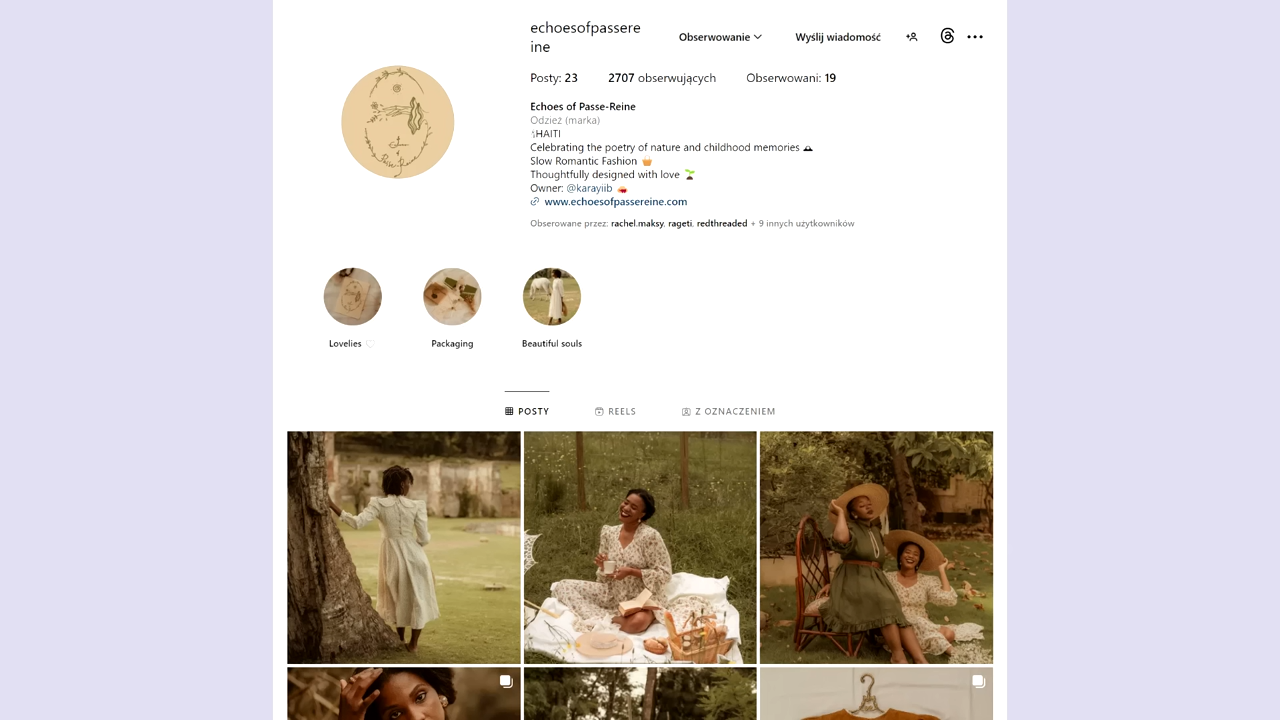 echoesofpassere
ine
Obserwowanie
Wyślij wiadomość
Posty: 23
2707 obserwujących
Obserwowani: 19
Echoes of Passe-Reine
Odzież (marka)
HAITI
Celebrating the poetry of nature and childhood memories
Slow Romantic Fashion
Thoughtfully designed with love
Owner: @karayiib
www.echoesofpassereine.com
Obserowane przez: rachel.maksy, rageti, redthreaded + 9 innych użytkowników
Lovelies
Packaging
Beautiful souls
POSTY
REELS
Z OZNACZENIEM